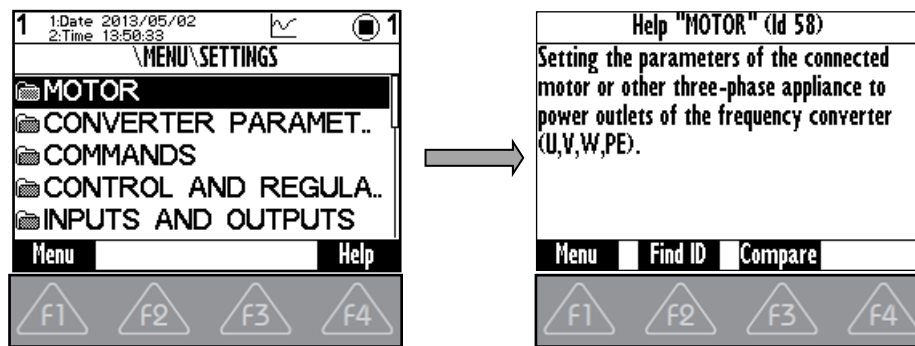 1 1:Date 2013/05/02 1
2:Time 13:50:33
\MENU\SETTINGS
MOTOR
CONVERTER PARAMET..
COMMANDS
CONTROL AND REGULA..
INPUTS AND OUTPUTS
Menu Help
F1 F2 F3 F4
Help "MOTOR" (Id 58)
Setting the parameters of the connected
motor or other three-phase appliance to
power outlets of the frequency converter
(U,V,W,PE).
Menu Find ID Compare
F1 F2 F3 F4